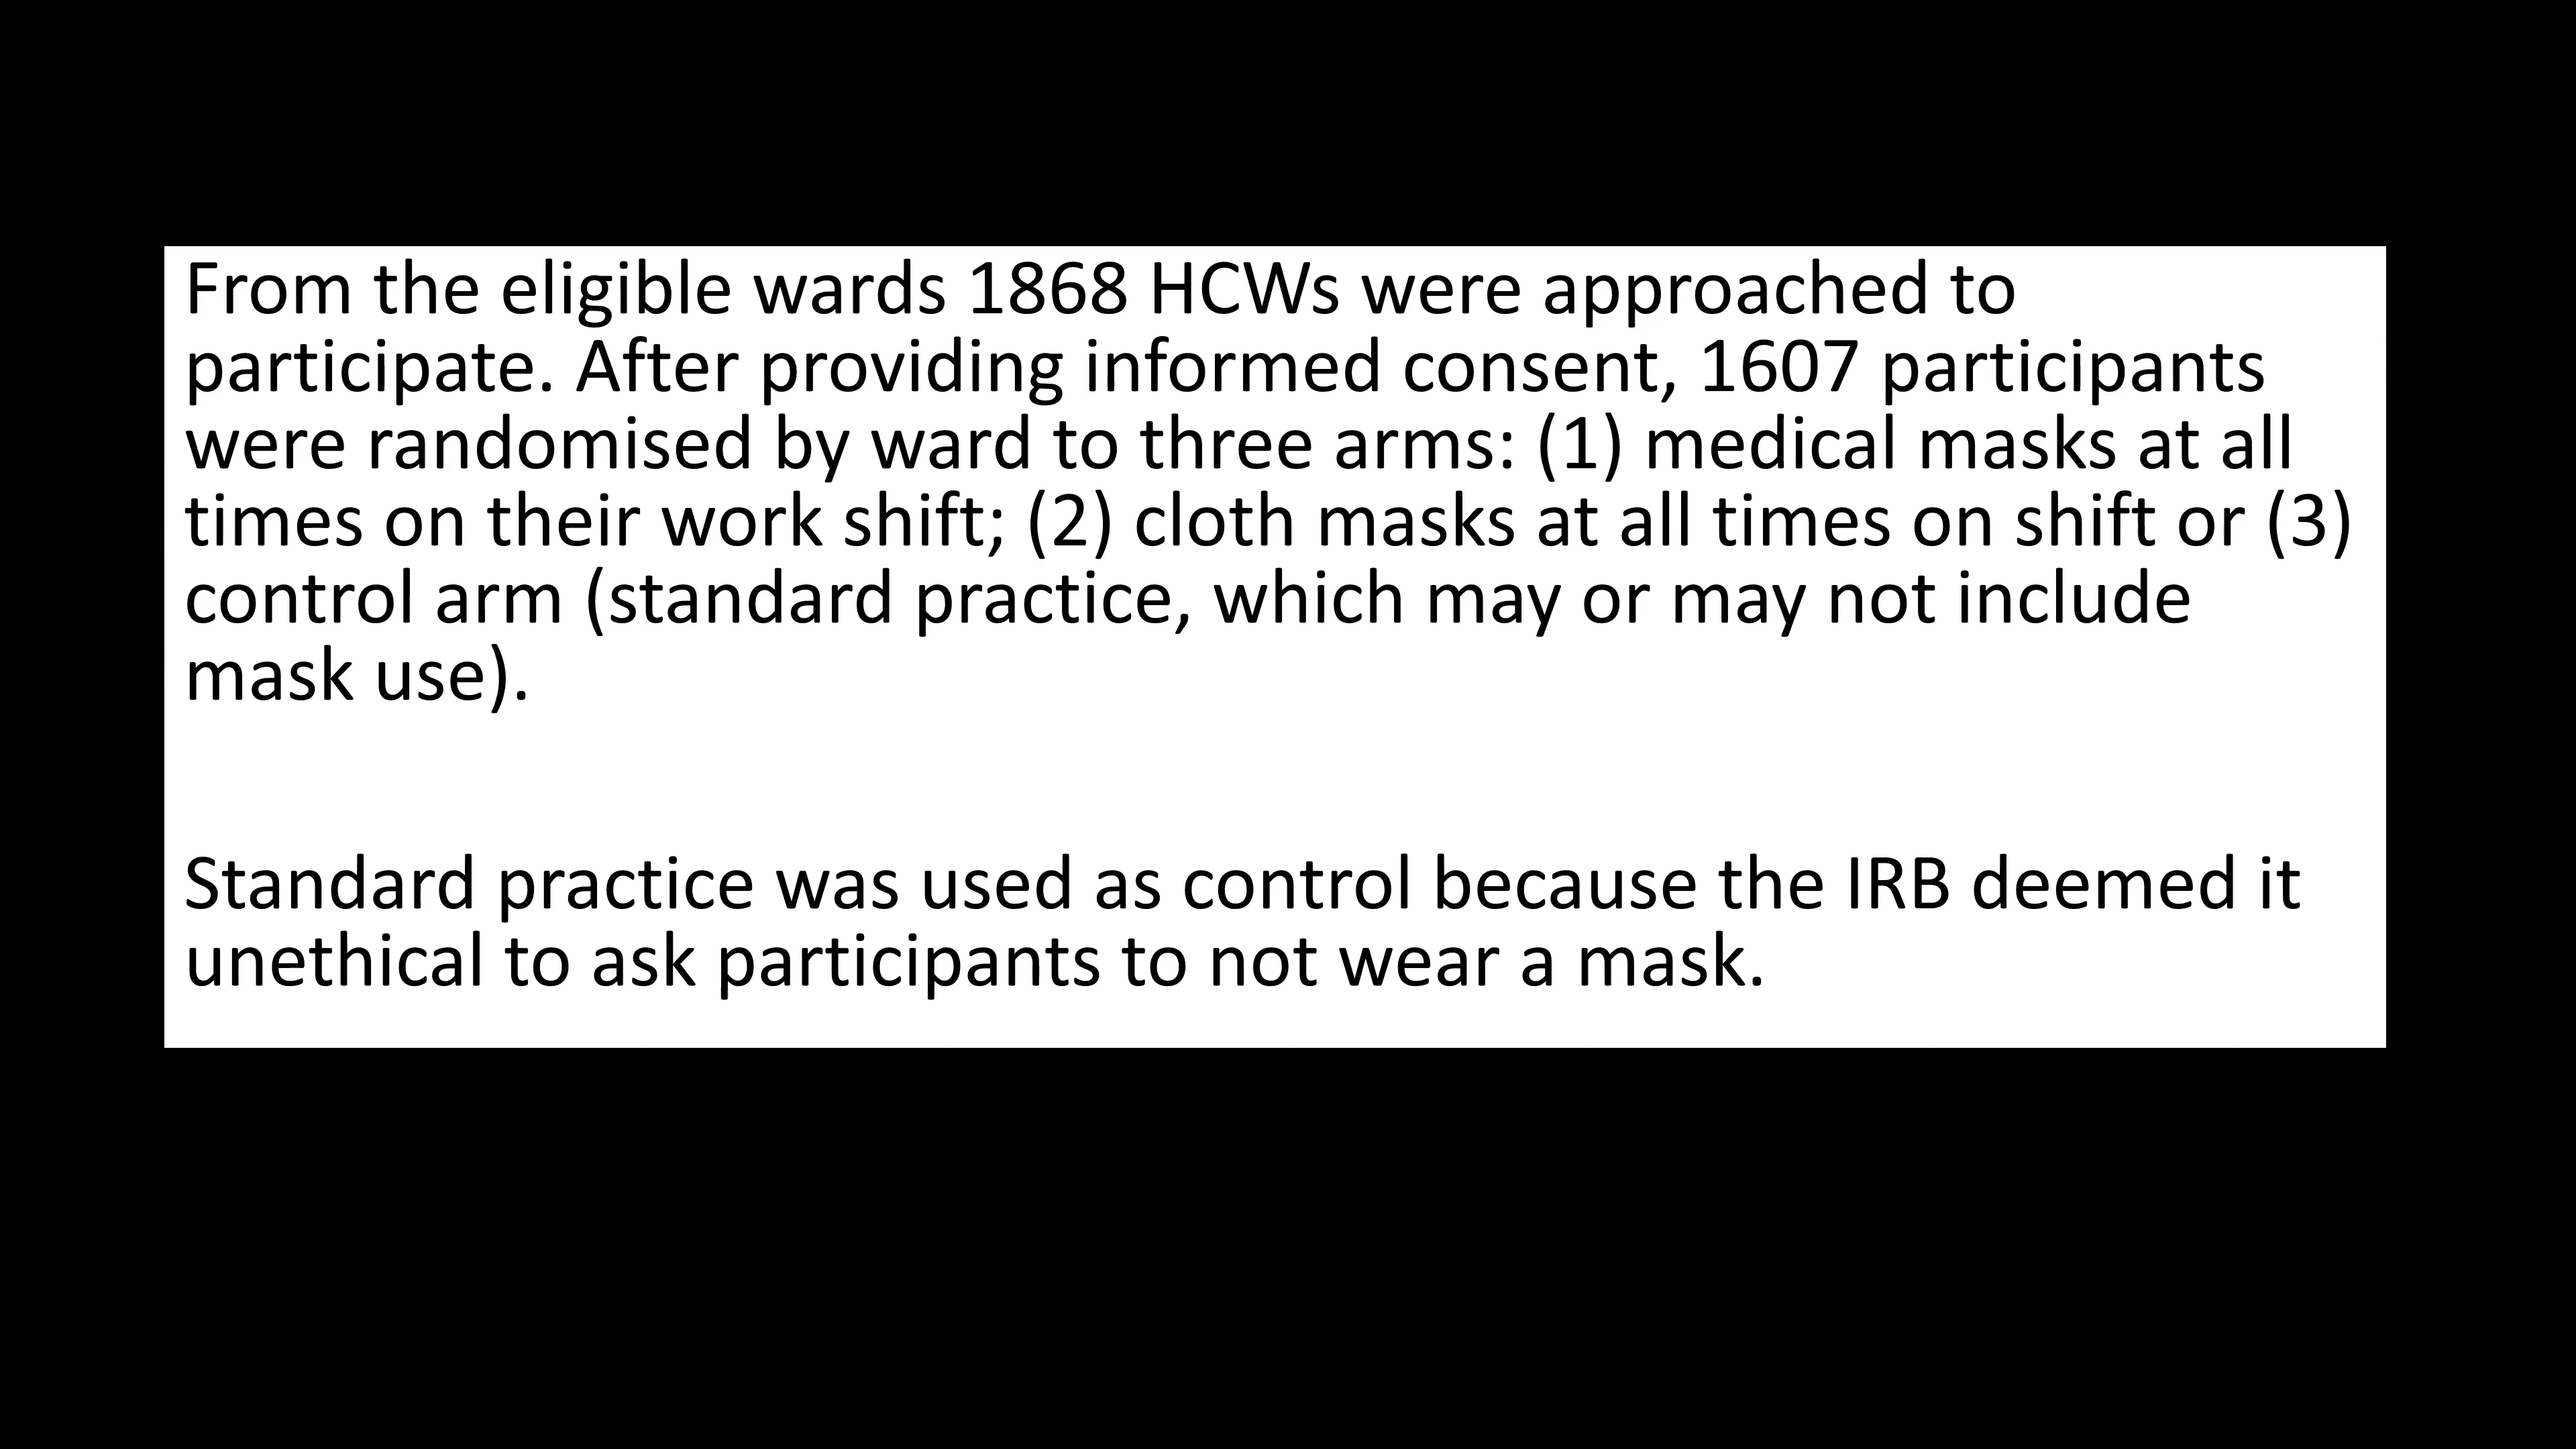 From the eligible wards 1868 HCWs were approached to
participate. After providing informed consent, 1607 participants
were randomised by ward to three arms: (1) medical masks at all
times on their work shift; (2) cloth masks at all times on shift or (3)
control arm (standard practice, which may or may not include
mask use).
Standard practice was used as control because the IRB deemed it
unethical to ask participants to not wear a mask.